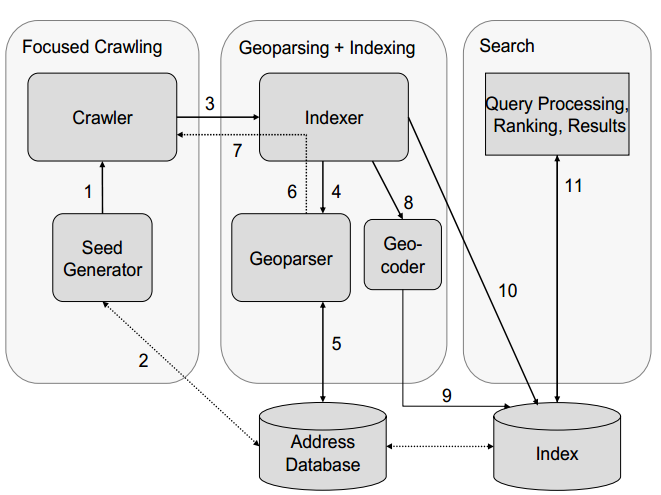 Focused Crawling
Geoparsing + Indexing
Search
Crawler
3
Indexer
Query Processing,
Ranking, Results
7
1
6
4
8
11
Seed
Generator
Geoparser
Geo-
coder
10
2
5
9
Address
Database
Index